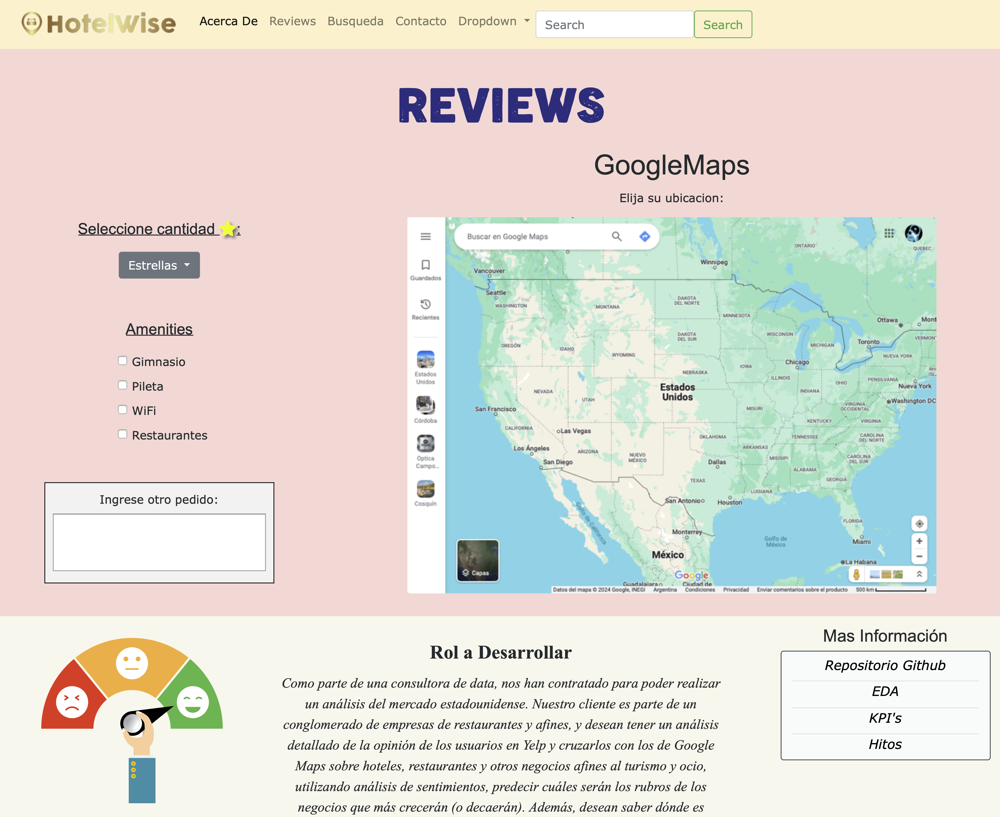 HotelWise
Acerca De
Reviews
Busqueda
Contacto
Dropdown
Search
Search
REVIEWS
GoogleMaps
Elija su ubicacion:
Seleccione cantidad ⭐:
Estrellas
Amenities
Gimnasio
Pileta
WiFi
Restaurantes
Ingrese otro pedido:
Buscar en Google Maps
Guardados
Recientes
Estados
Unidos
3
Córdoba
Optica
Campo...
Cosquín
ONTARIO
QUEBEC
Winnipeg
Vancouver
Seattle
WASHINGTON
MONTANA
DAKOTA
DEL NORTE
MINNESOTA
Ottawa
Mont
DAKOTA
DEL SUR
WISCONSIN
VERMONT
OREGÓN
IDAHO
WYOMING
MICHIGAN
Toronto
NUEVA YORK
Chicago
IOWA
NEBRASKA
RH
ISL
ILLINOIS
OHIO
PENSILVANIA
Nueva York
Estados
Unidos
NEVADA
INDIANA
UTAH
Washington DC
VIRGINIA
OCCIDENTAL
San Francisco
MISURI
KENTUCKY
VIRGINIA
CALIFORNIA
Las Vegas
OKLAHOMA
TENNESSEE
CAROLINA
DEL NORTE
Los Ángeles
ARIZONA
NUEVO
MÉXICO
ARKANSAS
MISISIPI
CAROLINA
DEL SUR
San Diego
Dallas
ALABAMA
TEXAS
GEORGIA
LUISIANA
San Antonio
Houston
Golfo de California
FLORIDA
Monterrey
Golfo de
México
Miami
México
La Habana
Capas
Google
Guadalajara
Ciudad de
Datos del mapa © 2024 Google, INEGI Argentina Condiciones Privacidad Enviar comentarios sobre el producto 500 km
Rol a Desarrollar
Como parte de una consultora de data, nos han contratado para poder realizar
un análisis del mercado estadounidense. Nuestro cliente es parte de un
conglomerado de empresas de restaurantes y afines, y desean tener un análisis
detallado de la opinión de los usuarios en Yelp y cruzarlos con los de Google
Maps sobre hoteles, restaurantes y otros negocios afines al turismo y ocio,
utilizando análisis de sentimientos, predecir cuáles serán los rubros de los
negocios que más crecerán (o decaerán). Además, desean saber dónde es
Mas Información
Repositorio Github
EDA
KPI's
Hitos